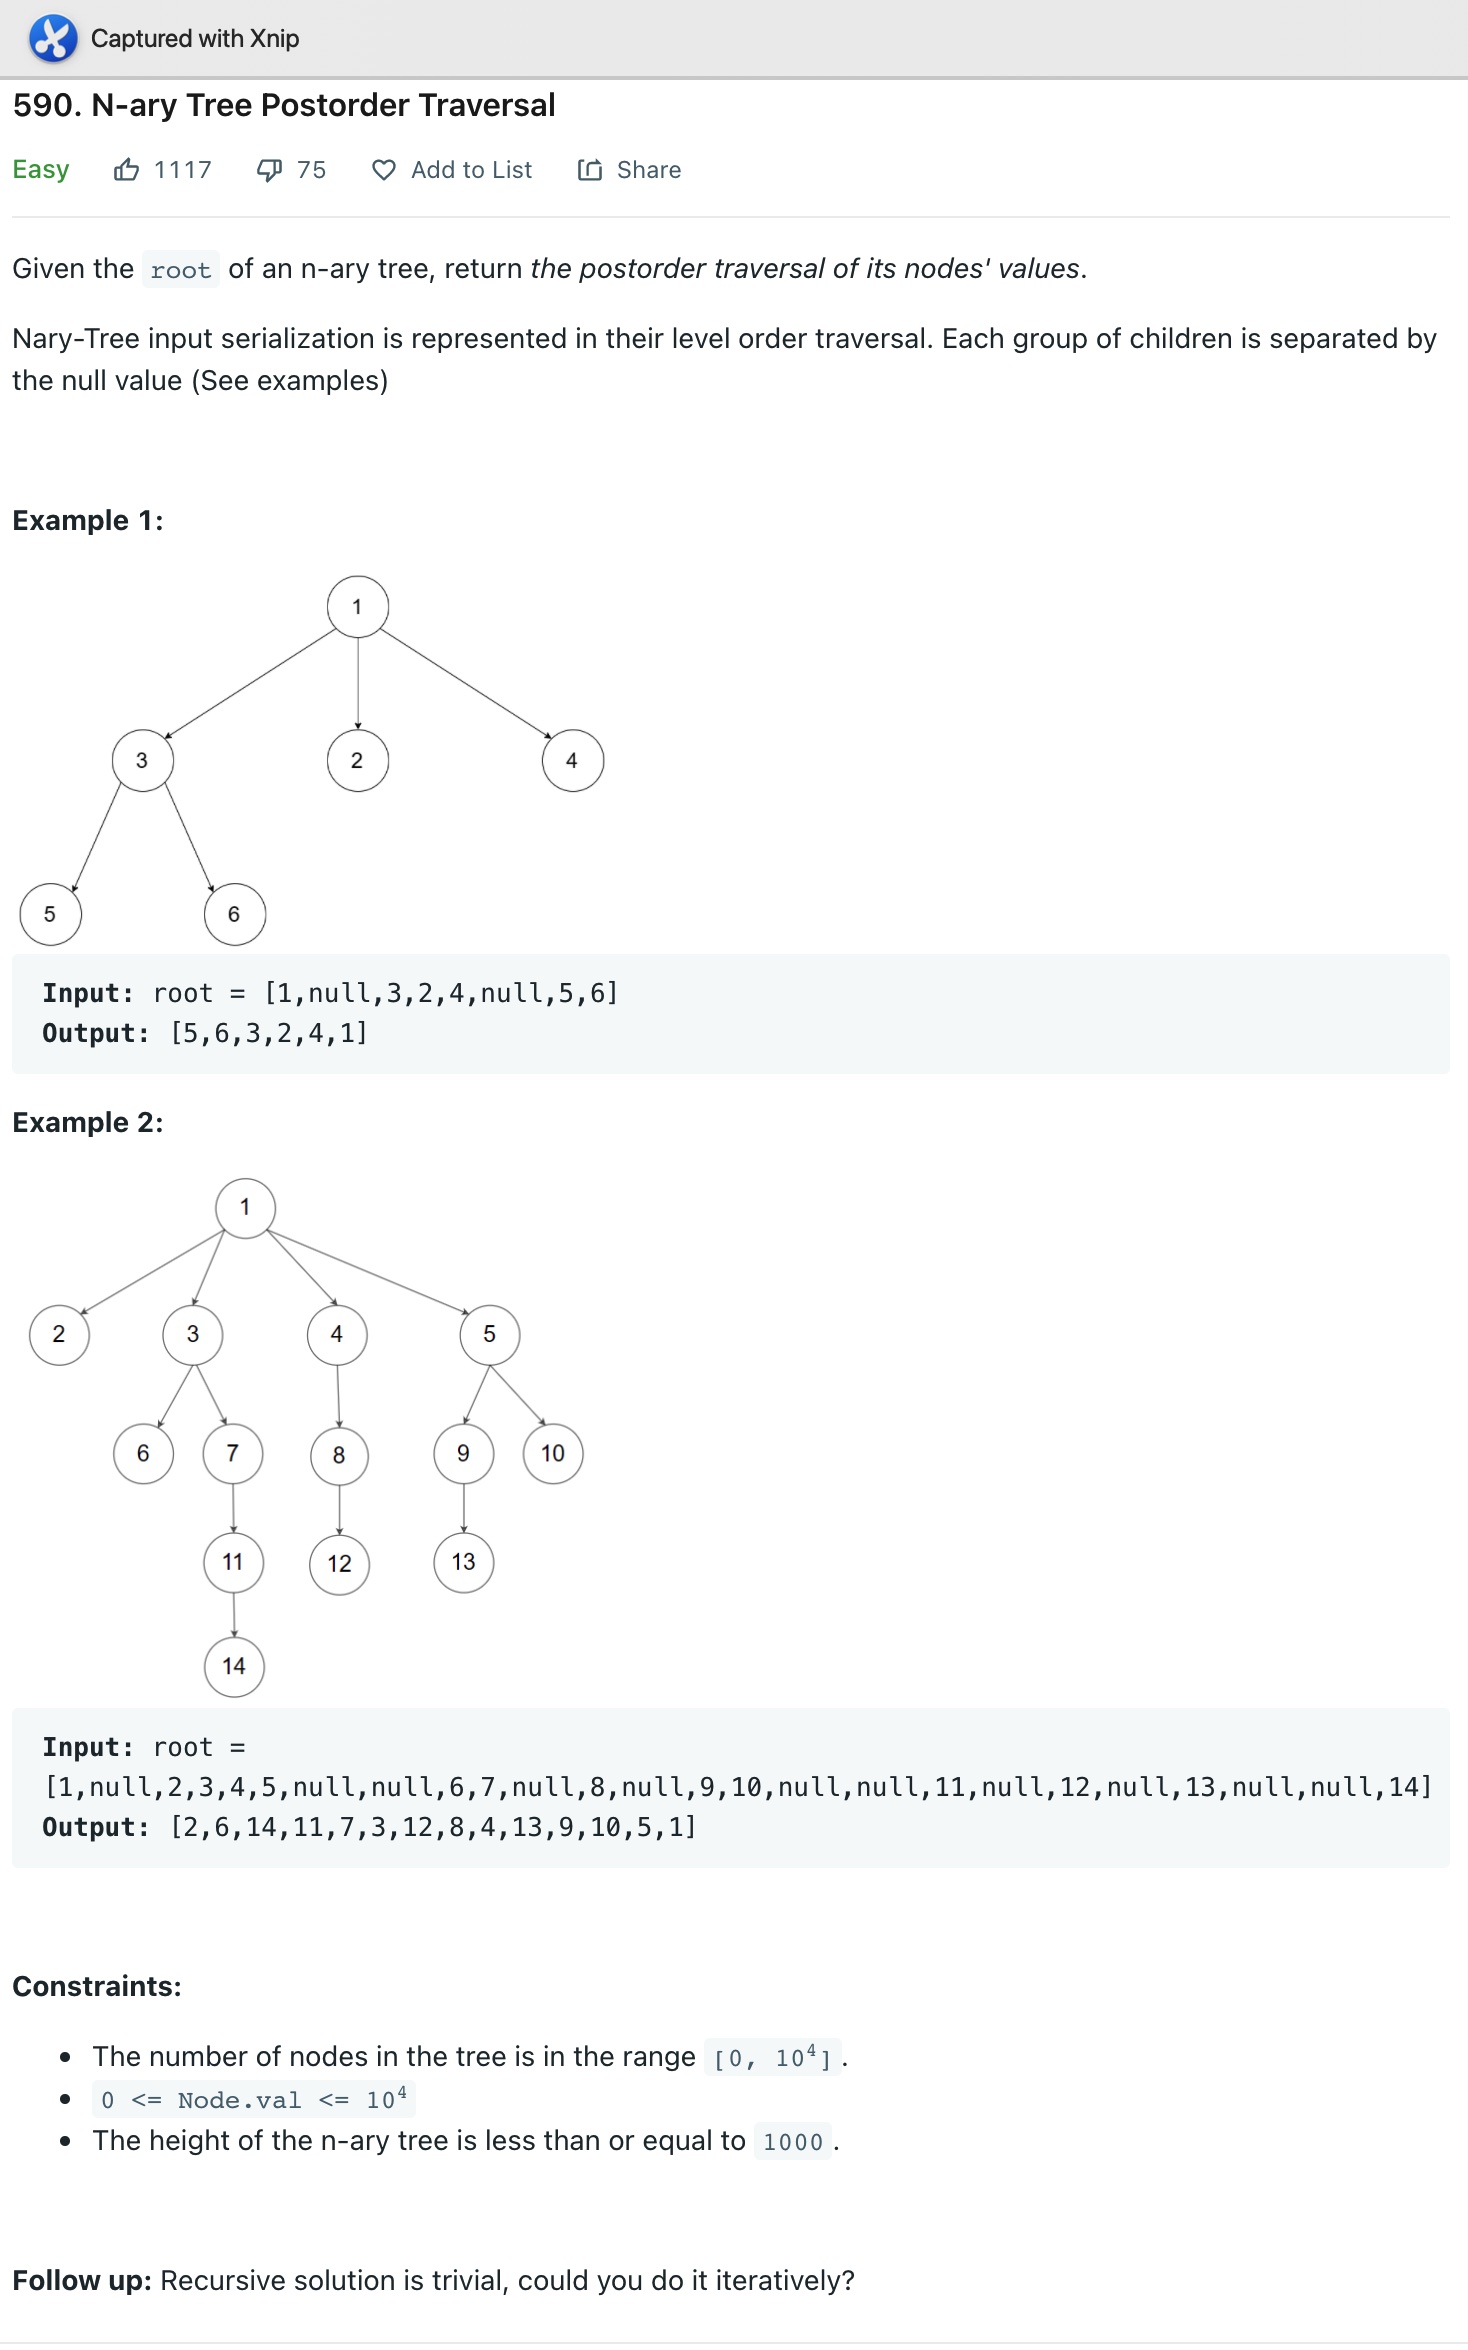 Captured with Xnip
590. N-ary Tree Postorder Traversal
Easy 1117 75 Add to List Share
Given the root of an n-ary tree, return the postorder traversal of its nodes' values.
Nary-Tree input serialization is represented in their level order traversal. Each group of children is separated by
the null value (See examples)
Example 1:
1
3 2 4
5 6
Input: root = [1,null,3,2,4,null,5,6]
Output: [5,6,3,2,4,1]
Example 2:
1
2 3 4 5
6 7 8 9 10
11 12 13
14
Input: root =
[1,null,2,3,4,5,null,null,6,7,null,8,null,9,10,null,null,11,null,12,null,13,null,null,14]
Output: [2,6,14,11,7,3,12,8,4,13,9,10,5,1]
Constraints:
• The number of nodes in the tree is in the range [0, 10⁴].
• 0 <= Node.val <= 10⁴
• The height of the n-ary tree is less than or equal to 1000.
Follow up: Recursive solution is trivial, could you do it iteratively?